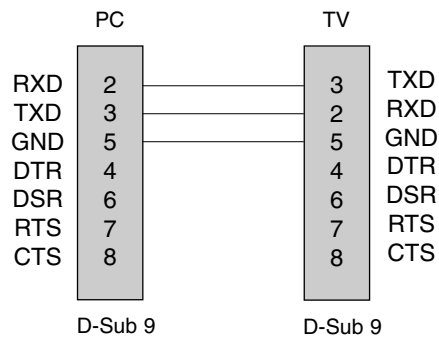 PC TV
RXD 2 3 TXD
TXD 3 2 RXD
GND 5 5 GND
DTR 4 4 DTR
DSR 6 6 DSR
RTS 7 7 RTS
CTS 8 8 CTS
D-Sub 9 D-Sub 9